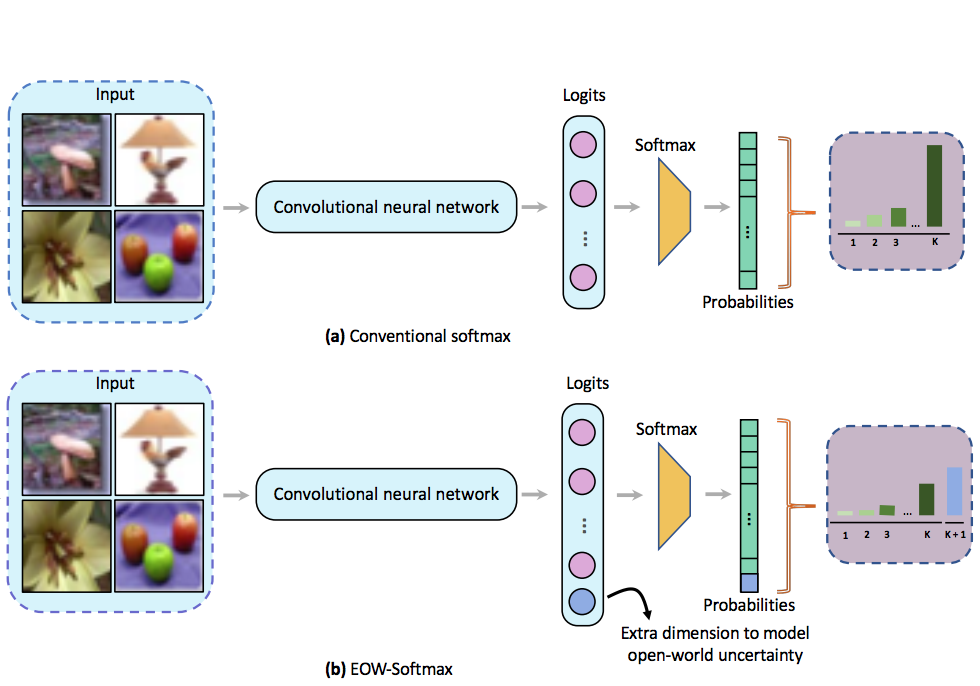 Input
Logits
Softmax
Convolutional neural network
...
...
...
1 2 3 K
Probabilities
(a) Conventional softmax
Input
Logits
Softmax
Convolutional neural network
...
...
...
1 2 3 K K + 1
Probabilities
Extra dimension to model
open-world uncertainty
(b) EOW-Softmax